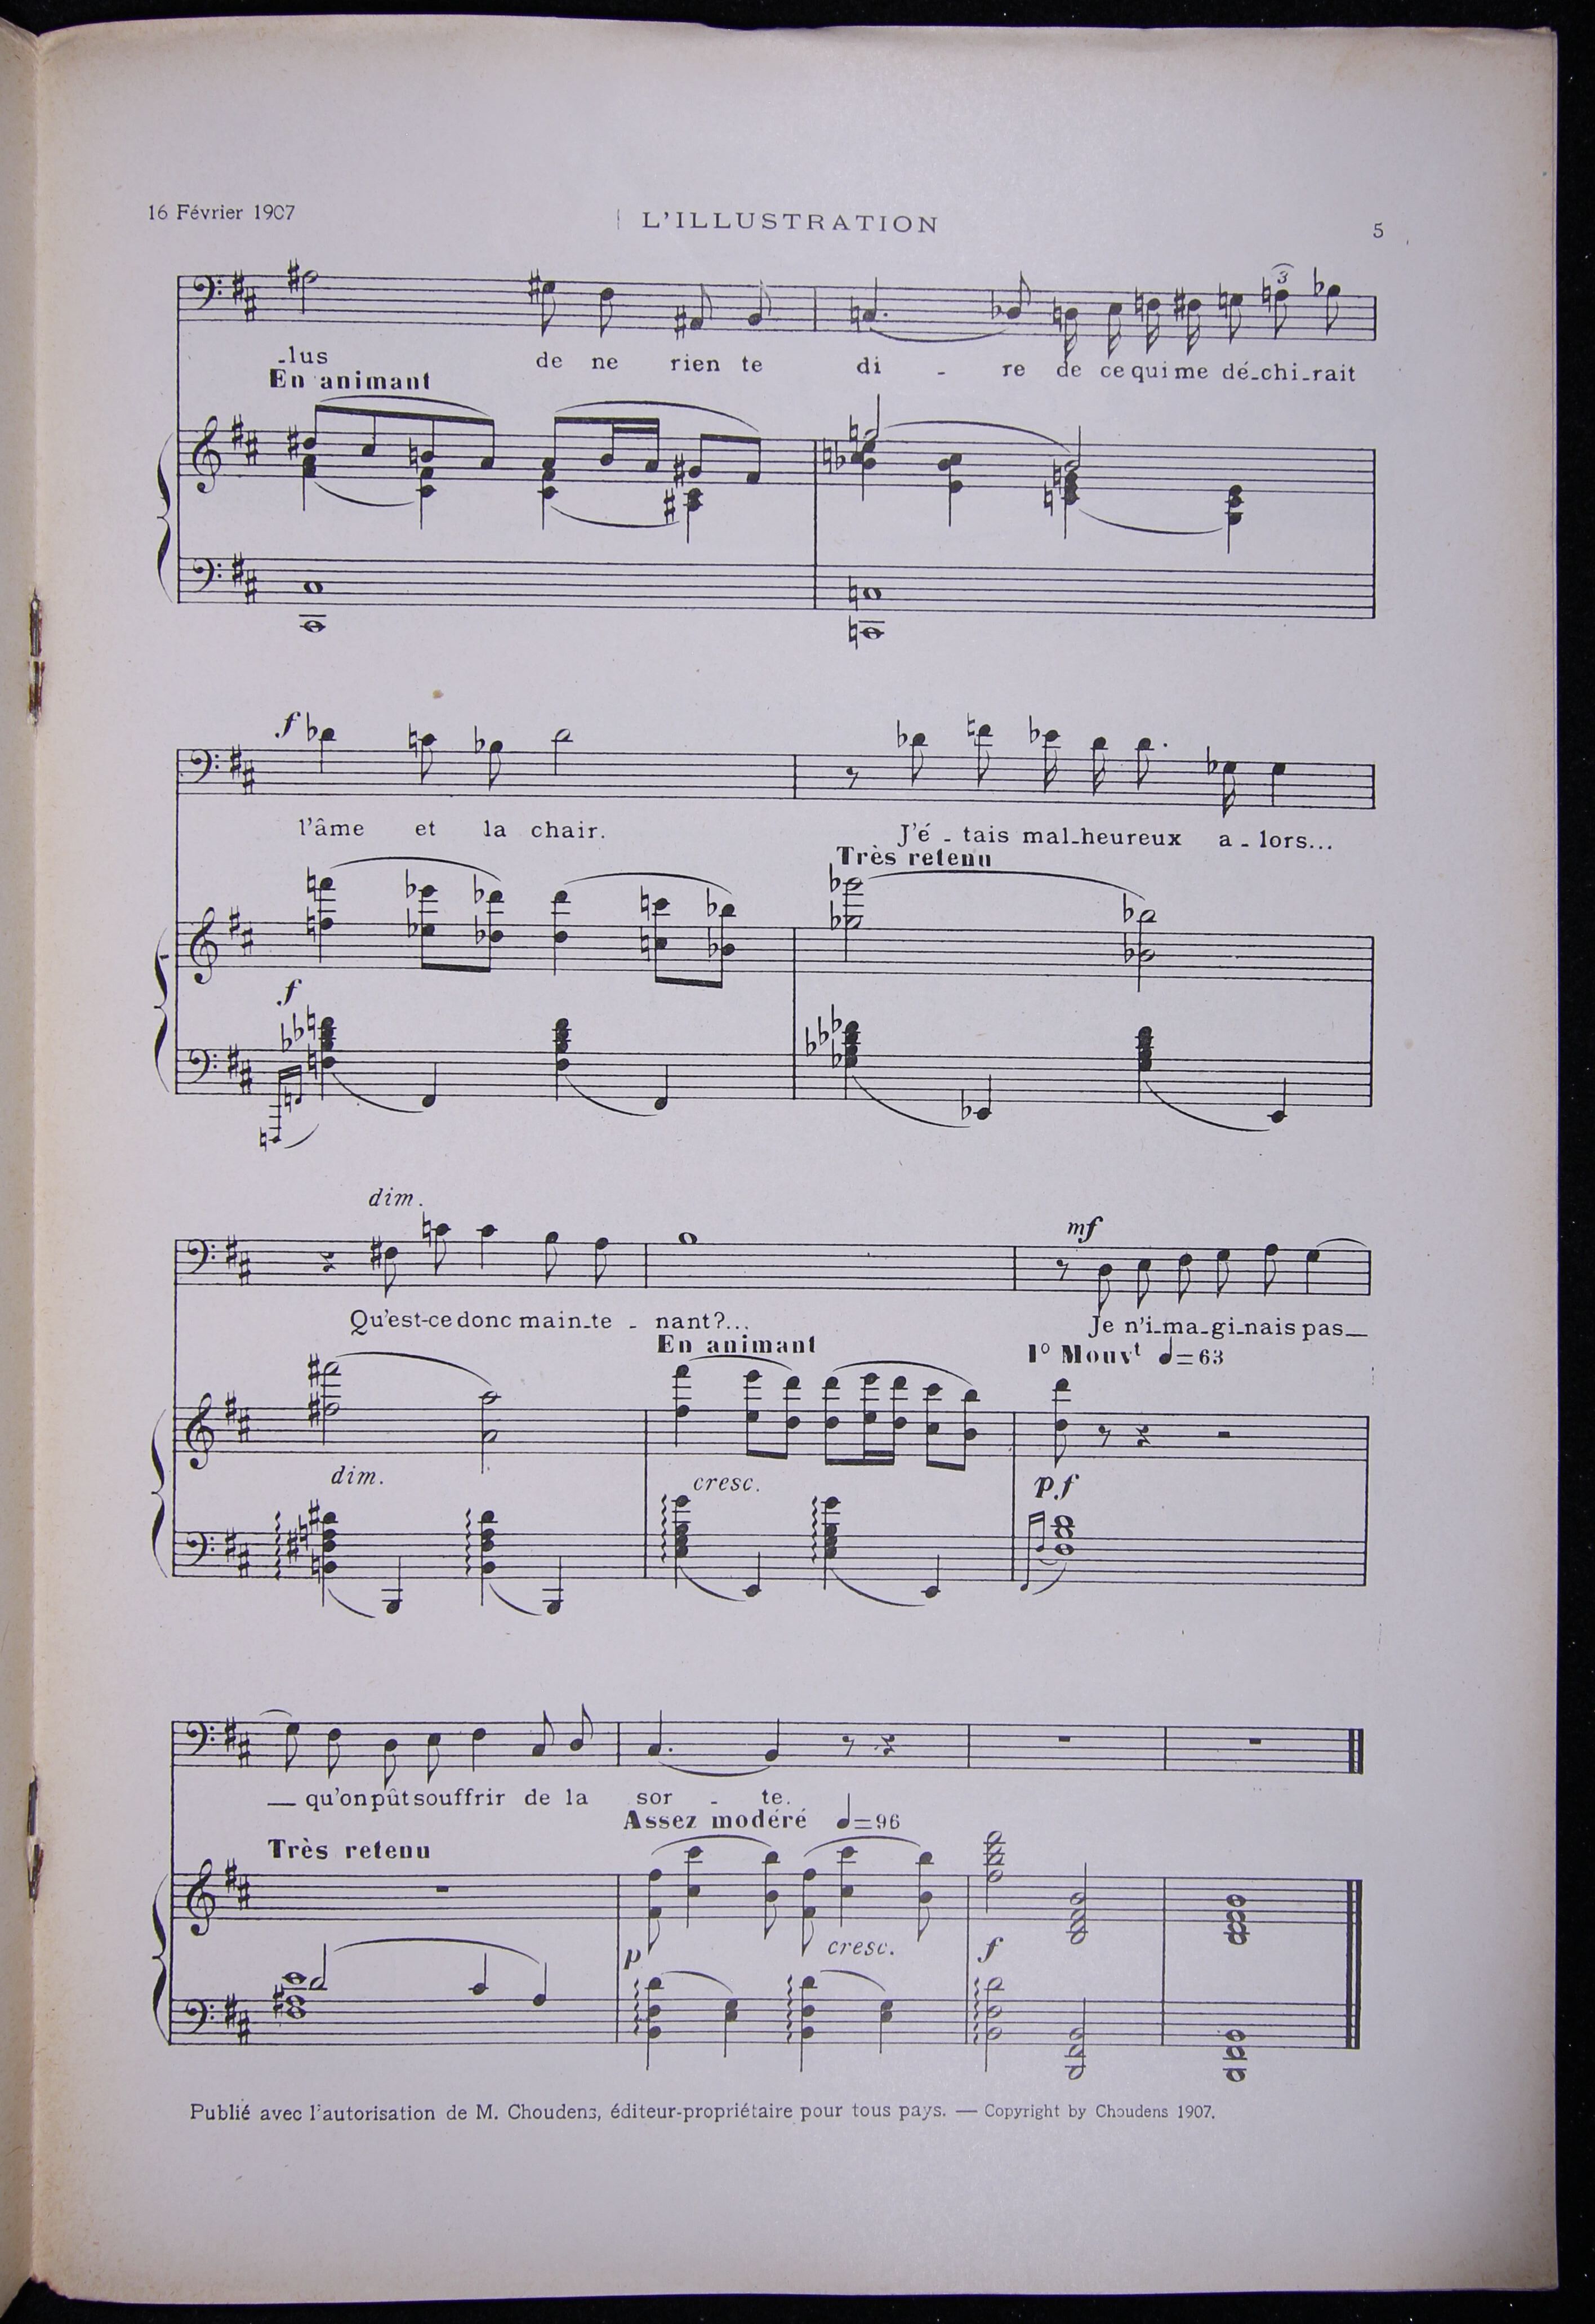 16 Février 1907
L'ILLUSTRATION
5
3
-lus de ne rien te di - re de ce qui me dé-chi-rait
En animant
f
l'âme et la chair. J'é - tais mal-heureux a - lors...
Très retenu
f
dim.
mf
Qu'est-ce donc main-te - nant?... Je n'i-ma-gi-nais pas
En animant 1º Mouvt = 63
dim. cresc. p.f
qu'on pût souffrir de la sor - te.
Assez modéré = 96
Très retenu
p cresc. f
Publié avec l'autorisation de M. Choudens, éditeur-propriétaire pour tous pays. — Copyright by Choudens 1907.